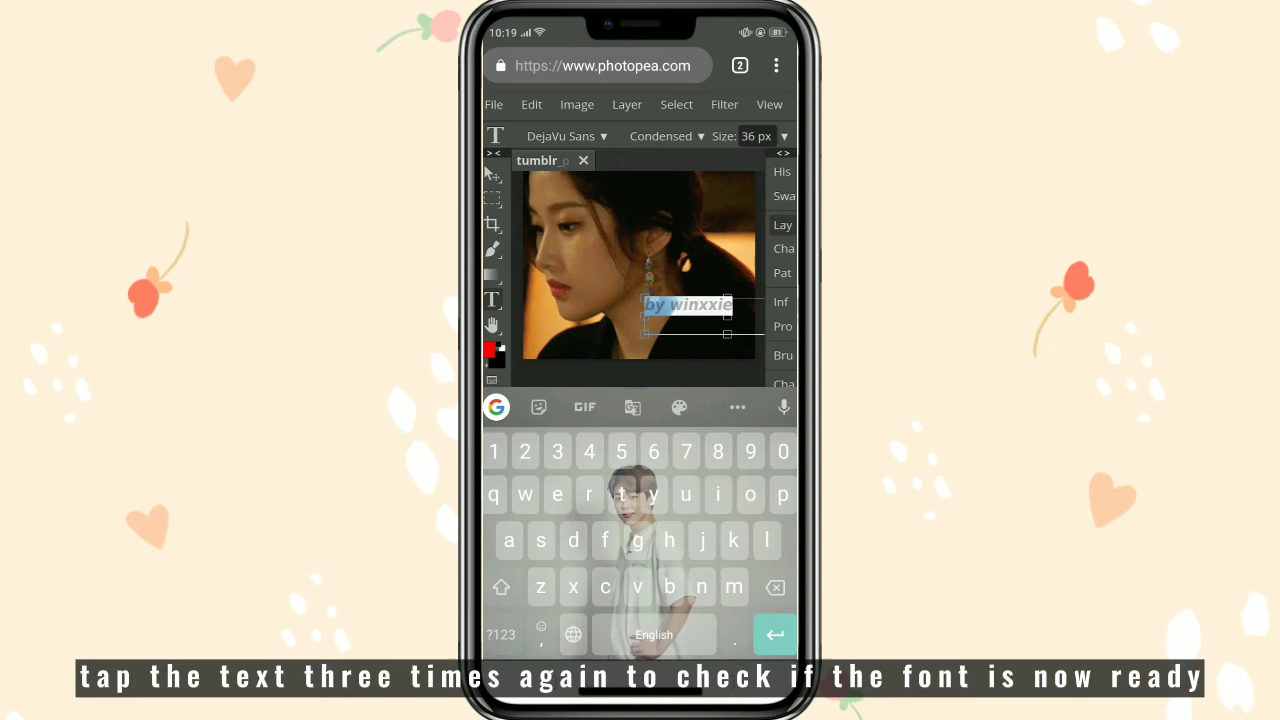 10:19
81
https://www.photopea.com
2
File Edit Image Layer Select Filter View
T DejaVu Sans ▼ Condensed ▼ Size: 36 px ▼
> < tumblr_p ✕ < >
His
Swa
Lay
Cha
Pat
by winxxie
T
Inf
Pro
Bru
Cha
G GIF
1 2 3 4 5 6 7 8 9 0
q w e r t y u i o p
a s d f g h j k l
z x c v b n m
?123 , English .
tap the text three times again to check if the font is now ready